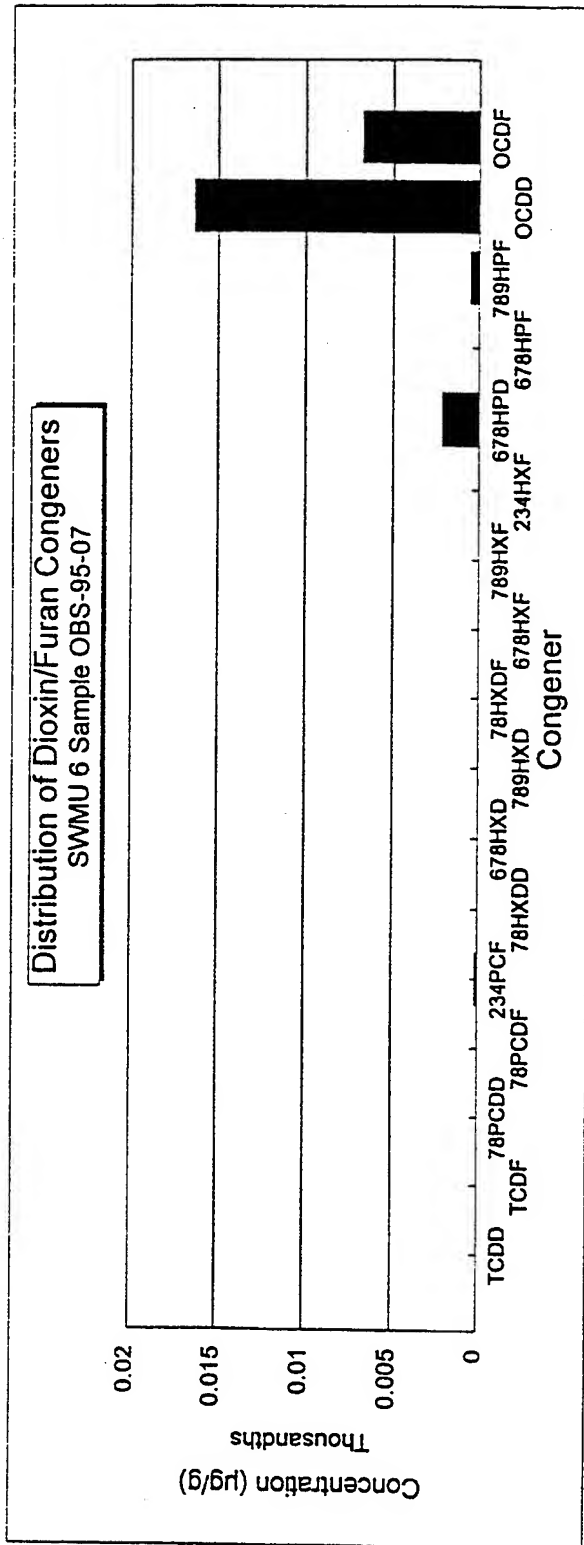 Distribution of Dioxin/Furan Congeners
SWMU 6 Sample OBS-95-07
Concentration (µg/g)
Thousandths
0.02
0.015
0.01
0.005
0
TCDD
TCDF
78PCDD
78PCDF
234PCF
78HXDD
678HXD
789HXD
78HXDF
678HXF
789HXF
234HXF
678HPD
678HPF
789HPF
OCDD
OCDF
Congener